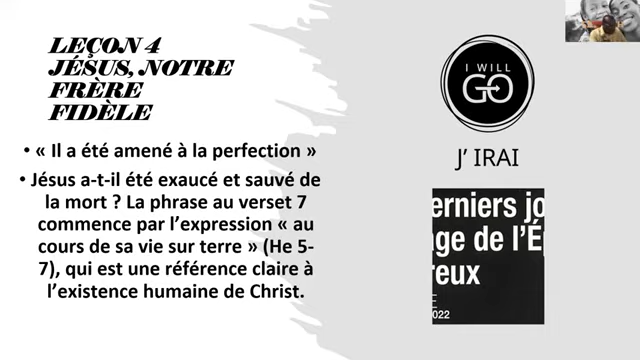 LEÇON 4
JÉSUS, NOTRE
FRÈRE
FIDÈLE
• « Il a été amené à la perfection »
• Jésus a-t-il été exaucé et sauvé de
la mort ? La phrase au verset 7
commence par l’expression « au
cours de sa vie sur terre » (He 5-
7), qui est une référence claire à
l’existence humaine de Christ.
I WILL
GO
J’ IRAI
erniers jo
ge de l’É
reux
022